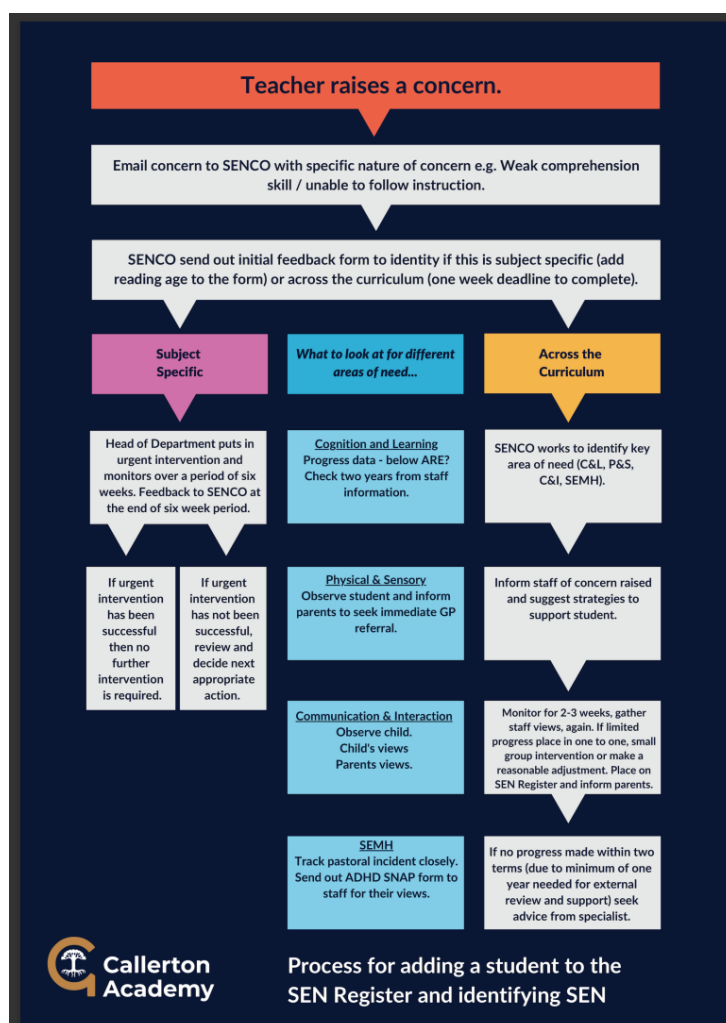 Teacher raises a concern.
Email concern to SENCO with specific nature of concern e.g. Weak comprehension
skill / unable to follow instruction.
SENCO send out initial feedback form to identity if this is subject specific (add
reading age to the form) or across the curriculum (one week deadline to complete).
Subject
Specific
Head of Department puts in
urgent intervention and
monitors over a period of six
weeks. Feedback to SENCO at
the end of six week period.
If urgent
intervention
has been
successful
then no
further
intervention
is required.
If urgent
intervention
has not been
successful,
review and
decide next
appropriate
action.
What to look at for different
areas of need...
Cognition and Learning
Progress data - below ARE?
Check two years from staff
information.
Physical & Sensory
Observe student and inform
parents to seek immediate GP
referral.
Communication & Interaction
Observe child.
Child's views
Parents views.
SEMH
Track pastoral incident closely.
Send out ADHD SNAP form to
staff for their views.
Across the
Curriculum
SENCO works to identify key
area of need (C&L, P&S,
C&I, SEMH).
Inform staff of concern raised
and suggest strategies to
support student.
Monitor for 2-3 weeks, gather
staff views, again. If limited
progress place in one to one, small
group intervention or make a
reasonable adjustment. Place on
SEN Register and inform parents.
If no progress made within two
terms (due to minimum of one
year needed for external
review and support) seek
advice from specialist.
Callerton
Academy
Process for adding a student to the
SEN Register and identifying SEN